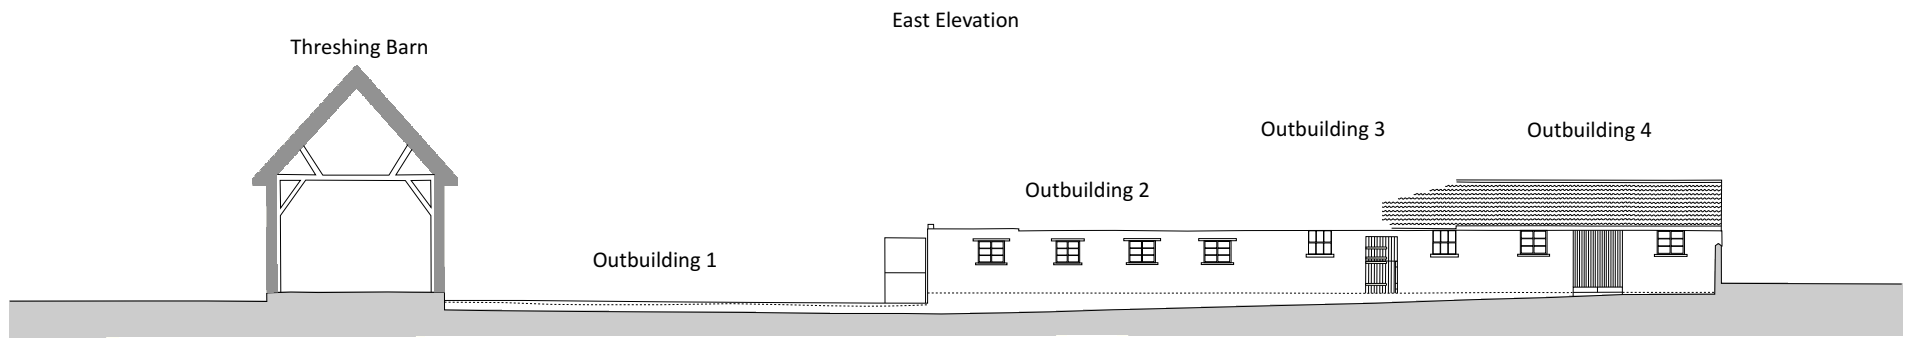 East Elevation
Threshing Barn
Outbuilding 3
Outbuilding 4
Outbuilding 2
Outbuilding 1